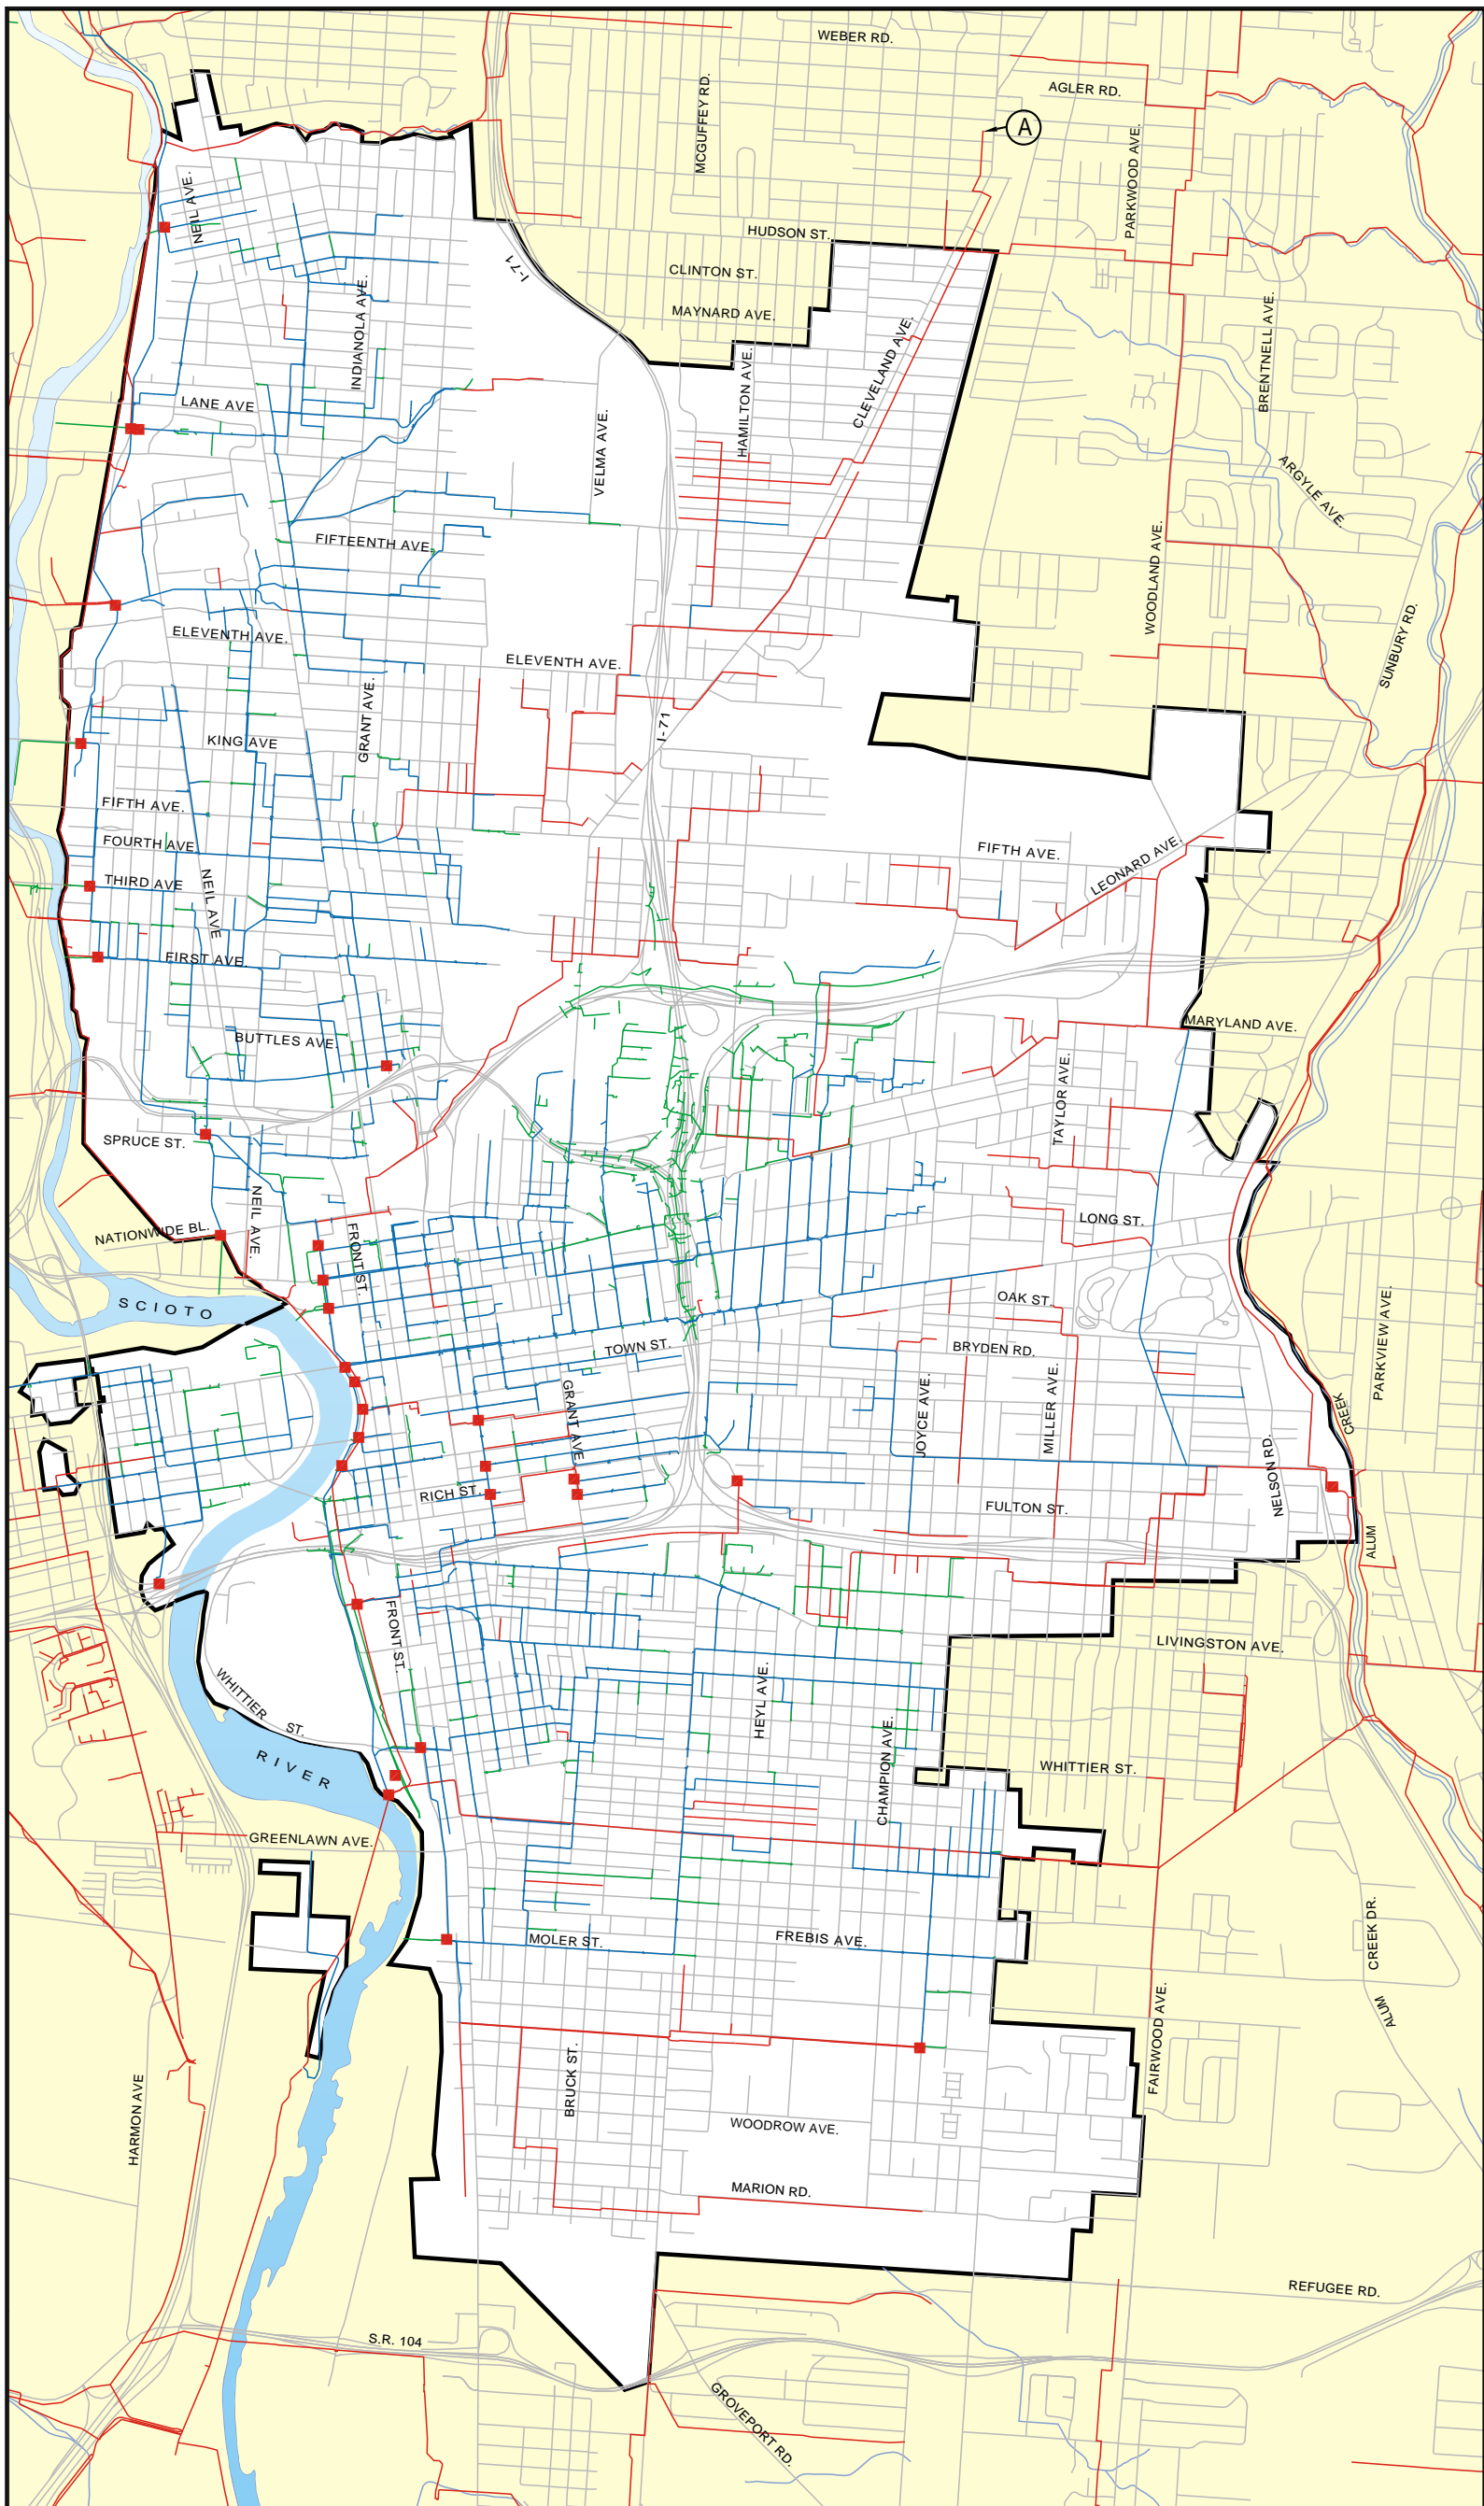 WEBER RD.
MCGUFFEY RD.
AGLER RD.
A
PARKWOOD AVE.
NEIL AVE.
HUDSON ST.
I-71
CLINTON ST.
MAYNARD AVE.
INDIANOLA AVE.
CLEVELAND AVE.
HAMILTON AVE.
BRENTNELL AVE.
LANE AVE
VELMA AVE.
ARGYLE AVE.
FIFTEENTH AVE.
WOODLAND AVE.
ELEVENTH AVE.
ELEVENTH AVE.
SUNBURY RD.
GRANT AVE.
I-71
KING AVE
FIFTH AVE.
FOURTH AVE
FIFTH AVE.
LEONARD AVE.
THIRD AVE
NEIL AVE
FIRST AVE.
BUTTLES AVE.
MARYLAND AVE.
TAYLOR AVE.
SPRUCE ST.
NEIL AVE.
NATIONWIDE BL.
FRONT ST.
LONG ST.
SCIOTO
OAK ST.
TOWN ST.
BRYDEN RD.
PARKVIEW AVE.
GRANT AVE
JOYCE AVE.
MILLER AVE.
CREEK
NELSON RD.
RICH ST.
FULTON ST.
ALUM
FRONT ST.
LIVINGSTON AVE.
WHITTIER ST.
HEYL AVE.
RIVER
CHAMPION AVE.
WHITTIER ST.
GREENLAWN AVE.
MOLER ST.
FREBIS AVE.
CREEK DR.
ALUM
FAIRWOOD AVE.
BRUCK ST.
HARMON AVE
WOODROW AVE.
MARION RD.
REFUGEE RD.
S.R. 104
GROVEPORT RD.